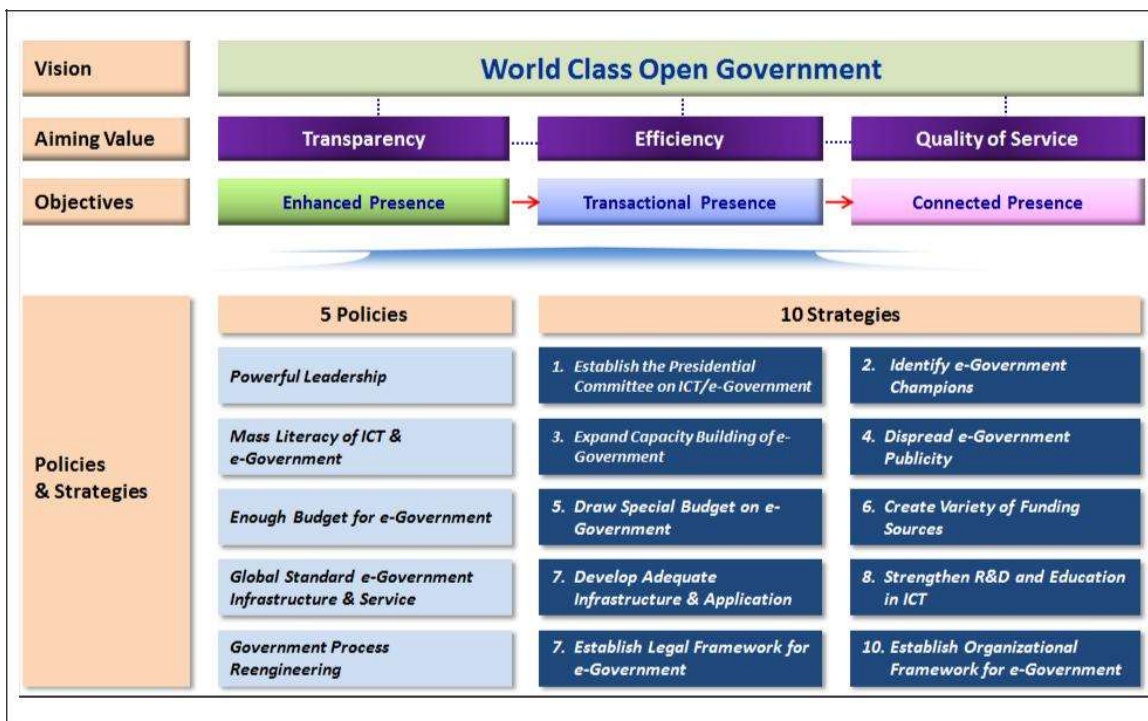 Vision
World Class Open Government
Aiming Value
Transparency
Efficiency
Quality of Service
Objectives
Enhanced Presence
Transactional Presence
Connected Presence
Policies
& Strategies
5 Policies
10 Strategies
Powerful Leadership
1. Establish the Presidential
Committee on ICT/e-Government
2. Identify e-Government
Champions
Mass Literacy of ICT &
e-Government
3. Expand Capacity Building of e-
Government
4. Dispread e-Government
Publicity
Enough Budget for e-Government
5. Draw Special Budget on e-
Government
6. Create Variety of Funding
Sources
Global Standard e-Government
Infrastructure & Service
7. Develop Adequate
Infrastructure & Application
8. Strengthen R&D and Education
in ICT
Government Process
Reengineering
7. Establish Legal Framework for
e-Government
10. Establish Organizational
Framework for e-Government